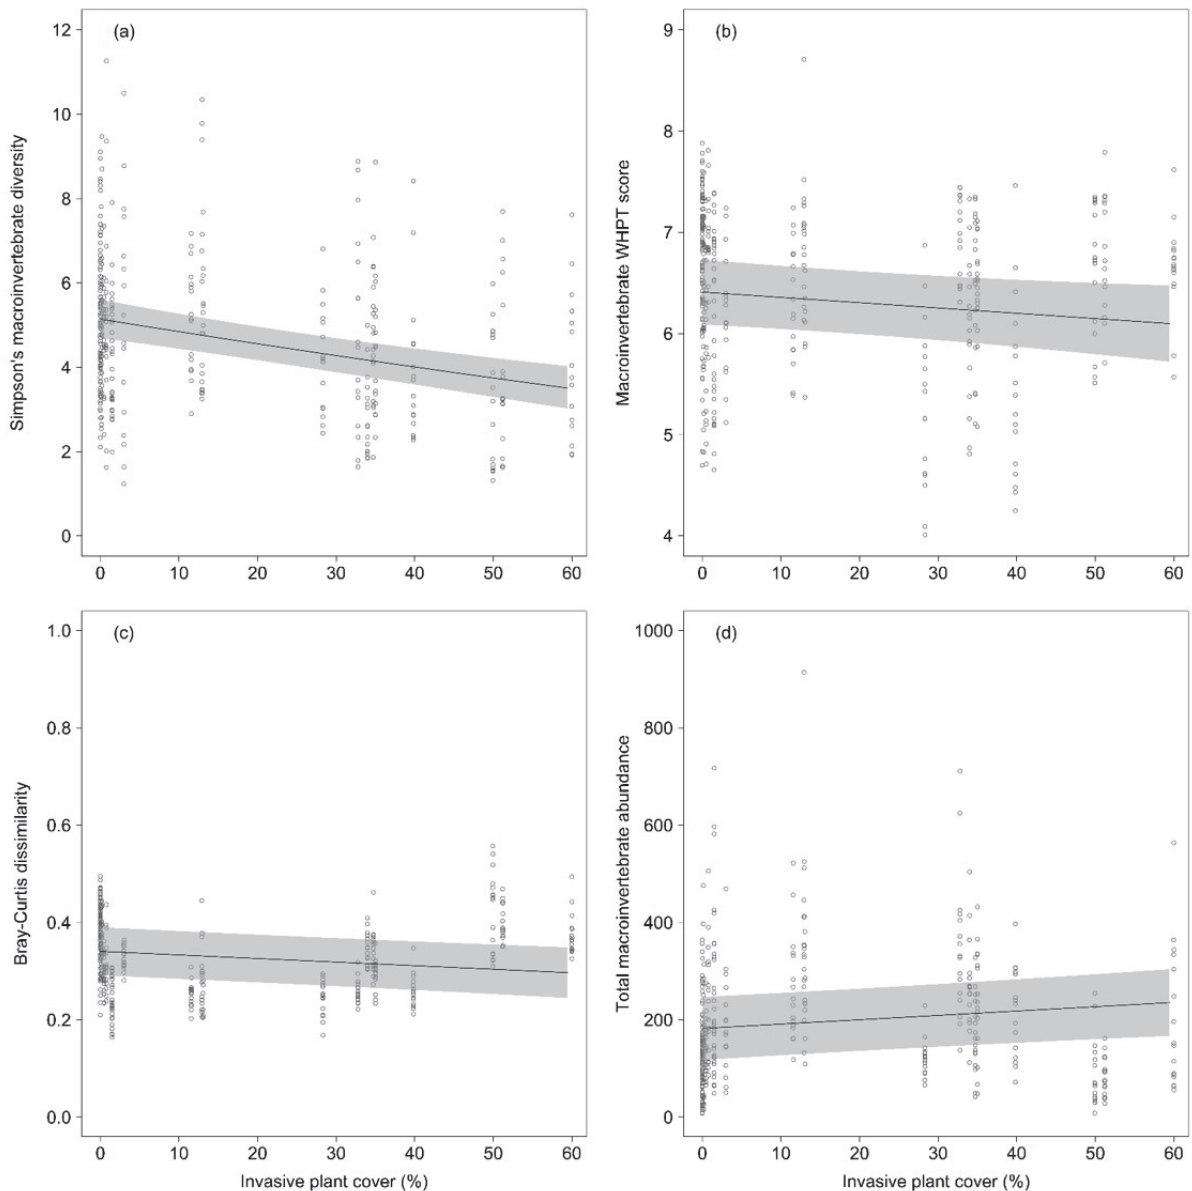 (a)
12
10
8
6
4
2
0
Simpson's macroinvertebrate diversity
0 10 20 30 40 50 60
(b)
9
8
7
6
5
4
Macroinvertebrate WHPT score
0 10 20 30 40 50 60
(c)
1.0
0.8
0.6
0.4
0.2
0.0
Bray-Curtis dissimilarity
0 10 20 30 40 50 60
Invasive plant cover (%)
(d)
1000
800
600
400
200
0
Total macroinvertebrate abundance
0 10 20 30 40 50 60
Invasive plant cover (%)